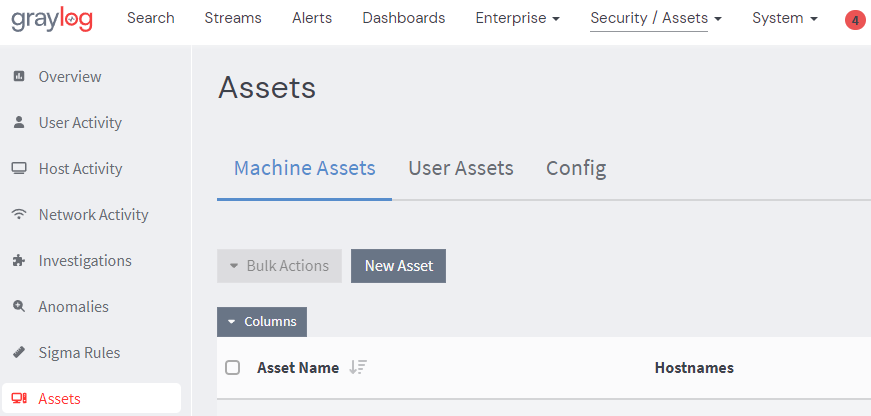 graylog Search Streams Alerts Dashboards Enterprise Security / Assets System 4
Overview
User Activity
Host Activity
Network Activity
Investigations
Anomalies
Sigma Rules
Assets
Assets
Machine Assets User Assets Config
Bulk Actions New Asset
Columns
Asset Name Hostnames